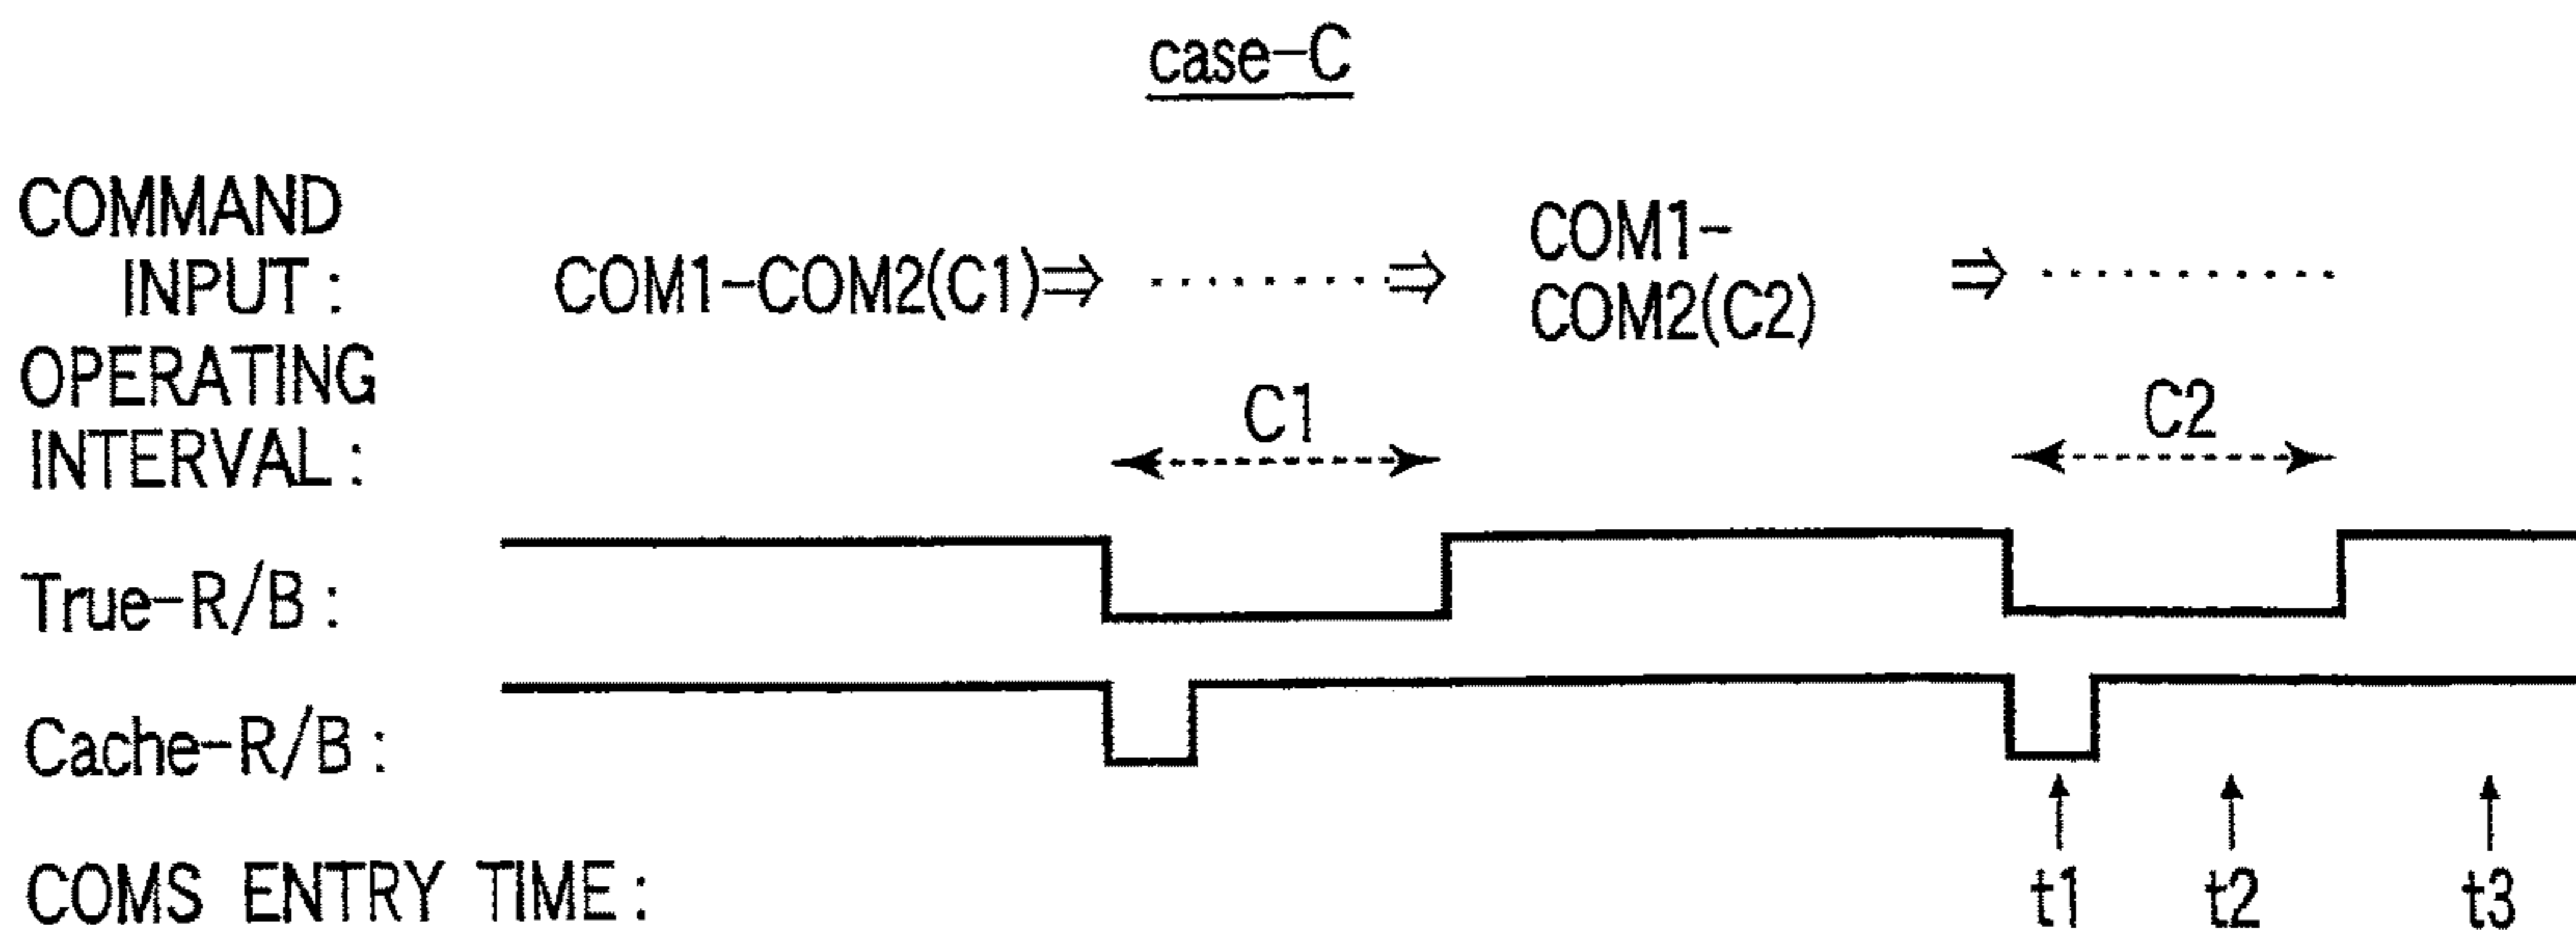 case-C
COMMAND
INPUT :
COM1-COM2(C1)⇒ ········⇒
COM1-
COM2(C2)
⇒ ···········
OPERATING
INTERVAL :
C1
C2
True-R/B :
Cache-R/B :
COMS ENTRY TIME :
t1
t2
t3